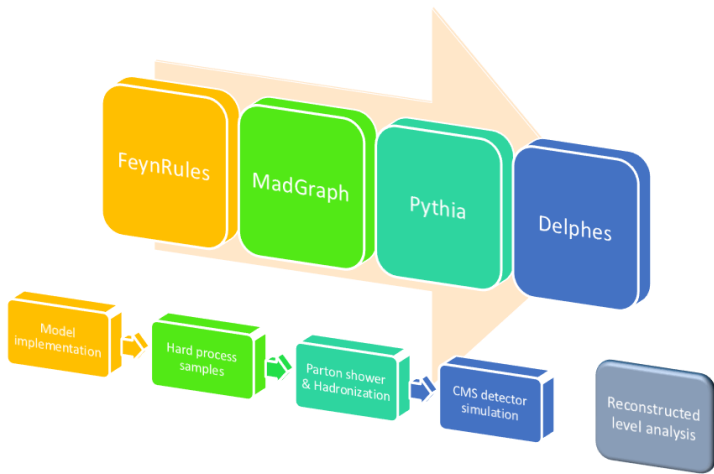 FeynRules
MadGraph
Pythia
Delphes
Model
implementation
Hard process
samples
Parton shower
& Hadronization
CMS detector
simulation
Reconstructed
level analysis